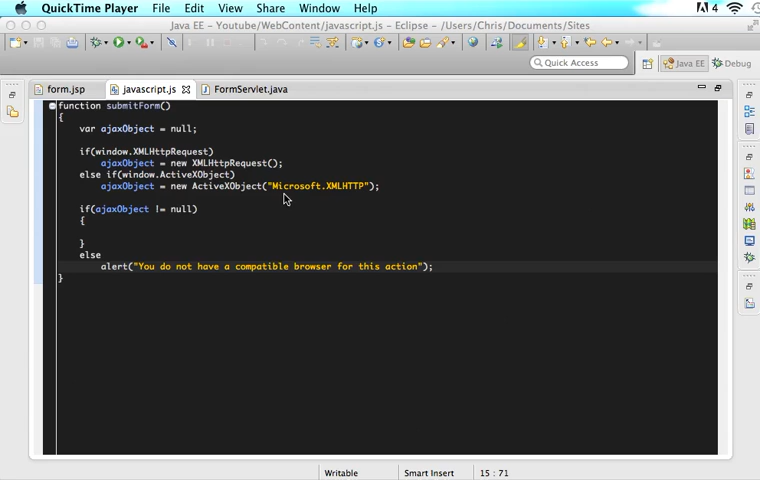 QuickTime Player File Edit View Share Window Help 4
Java EE - Youtube/WebContent/javascript.js - Eclipse - /Users/Chris/Documents/Sites
Quick Access Java EE Debug
form.jsp javascript.js FormServlet.java
function submitForm()
{
var ajaxObject = null;
if(window.XMLHttpRequest)
ajaxObject = new XMLHttpRequest();
else if(window.ActiveXObject)
ajaxObject = new ActiveXObject("Microsoft.XMLHTTP");
if(ajaxObject != null)
{
}
else
alert("You do not have a compatible browser for this action");
}
Writable Smart Insert 15 : 71